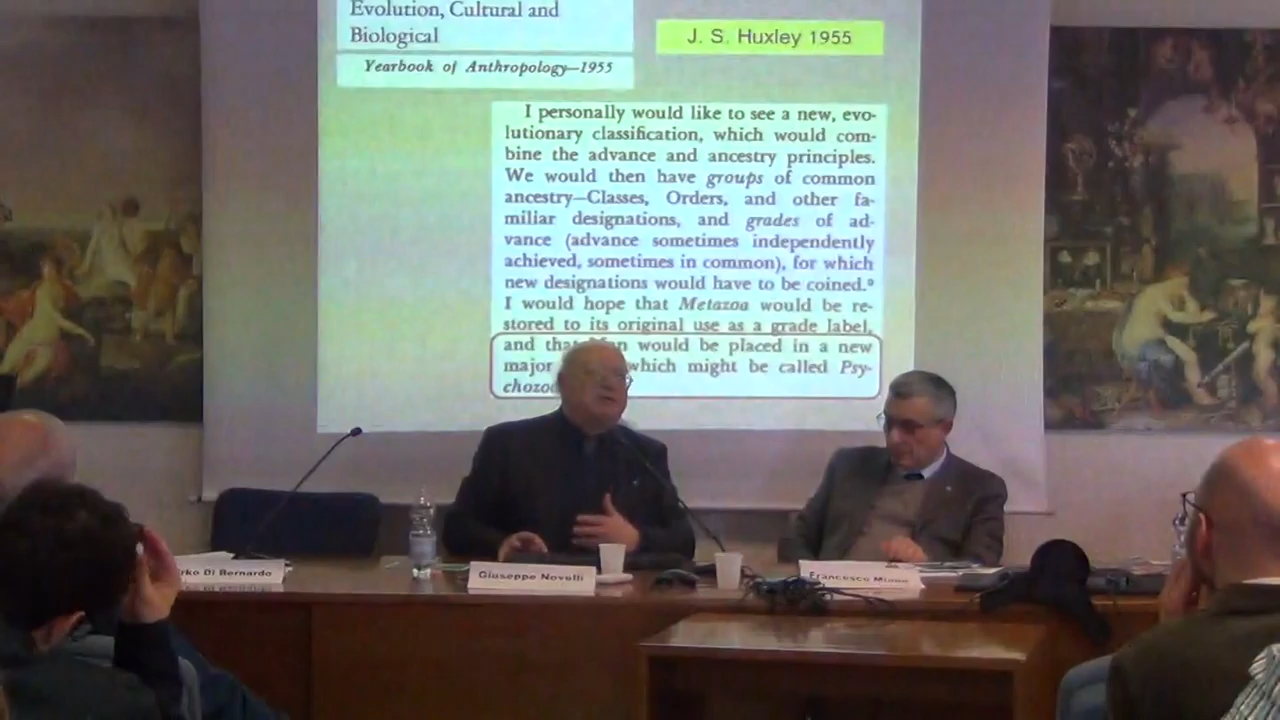 Evolution, Cultural and
Biological
J. S. Huxley 1955
Yearbook of Anthropology—1955
I personally would like to see a new, evo-
lutionary classification, which would com-
bine the advance and ancestry principles.
We would then have groups of common
ancestry—Classes, Orders, and other fa-
miliar designations, and grades of ad-
vance (advance sometimes independently
achieved, sometimes in common), for which
new designations would have to be coined.⁹
I would hope that Metazoa would be re-
stored to its original use as a grade label,
and that would be placed in a new
major which might be called Psy-
chozo
rko Di Bernardo
Giuseppe Novelli
Francesco